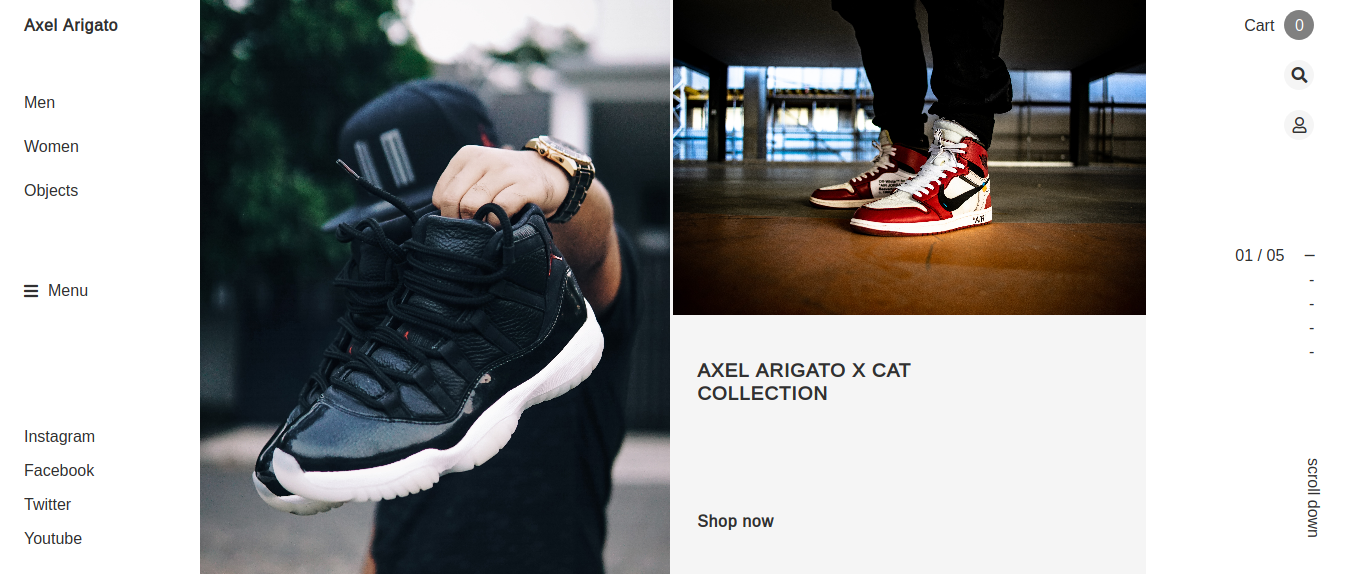 Axel Arigato
Men
Women
Objects
Menu
Instagram
Facebook
Twitter
Youtube
AXEL ARIGATO X CAT
COLLECTION
Shop now
Cart 0
01 / 05
scroll down